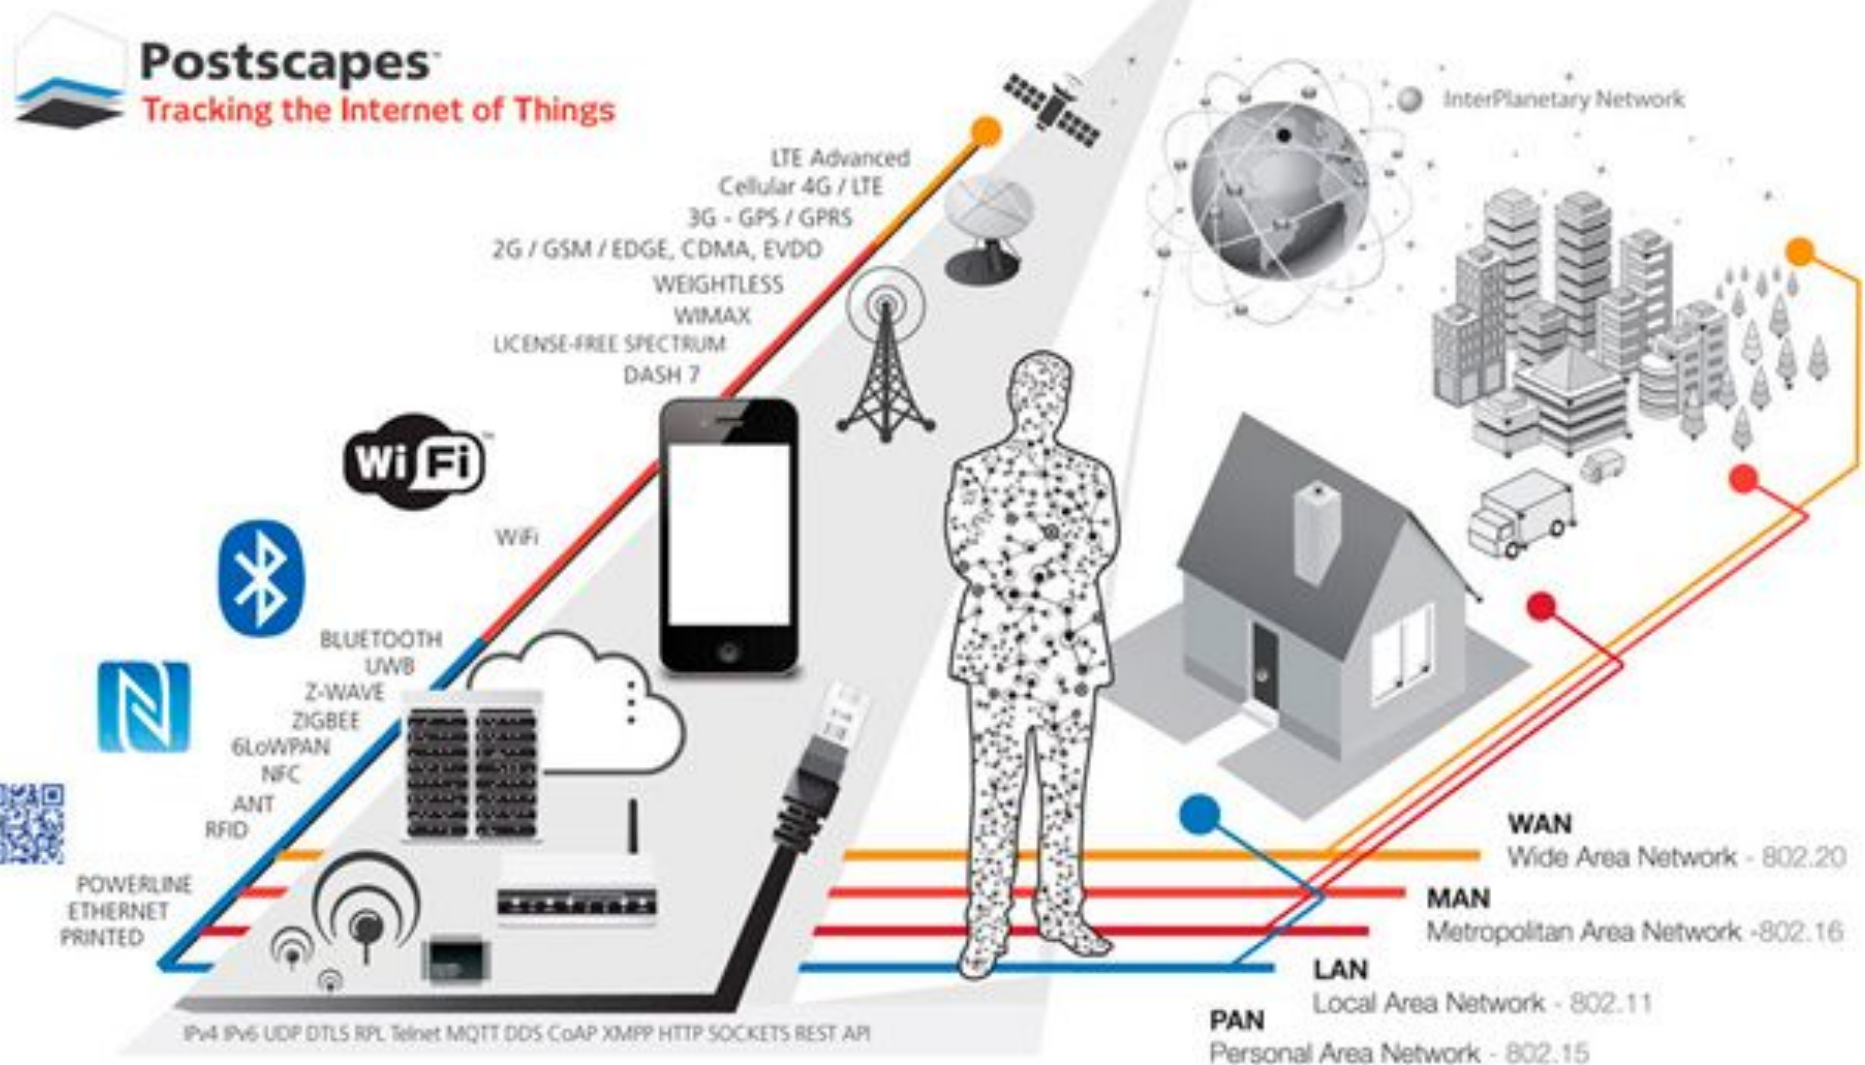 Postscapes™
Tracking the Internet of Things
InterPlanetary Network
LTE Advanced
Cellular 4G / LTE
3G - GPS / GPRS
2G / GSM / EDGE, CDMA, EVDO
WEIGHTLESS
WIMAX
LICENSE-FREE SPECTRUM
DASH 7
Wi Fi™
WiFi
BLUETOOTH
UWB
Z-WAVE
ZIGBEE
6LoWPAN
NFC
ANT
RFID
POWERLINE
ETHERNET
PRINTED
IPv4 IPv6 UDP DTLS RPL Telnet MQTT DDS CoAP XMPP HTTP SOCKETS REST API
WAN
Wide Area Network - 802.20
MAN
Metropolitan Area Network -802.16
LAN
Local Area Network - 802.11
PAN
Personal Area Network - 802.15